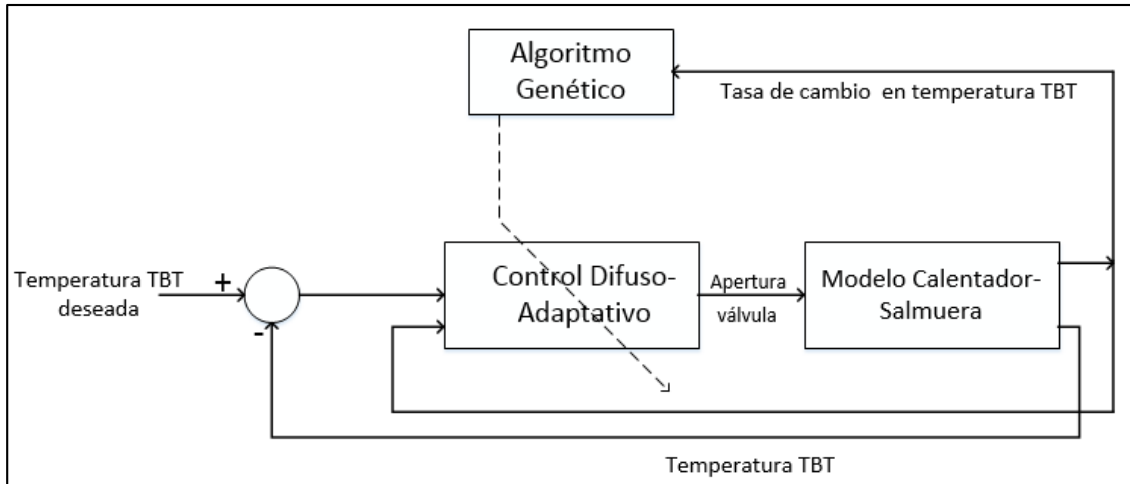 Algoritmo
Genético
Tasa de cambio en temperatura TBT
Temperatura TBT
deseada
+
-
Control Difuso-
Adaptativo
Apertura
válvula
Modelo Calentador-
Salmuera
Temperatura TBT